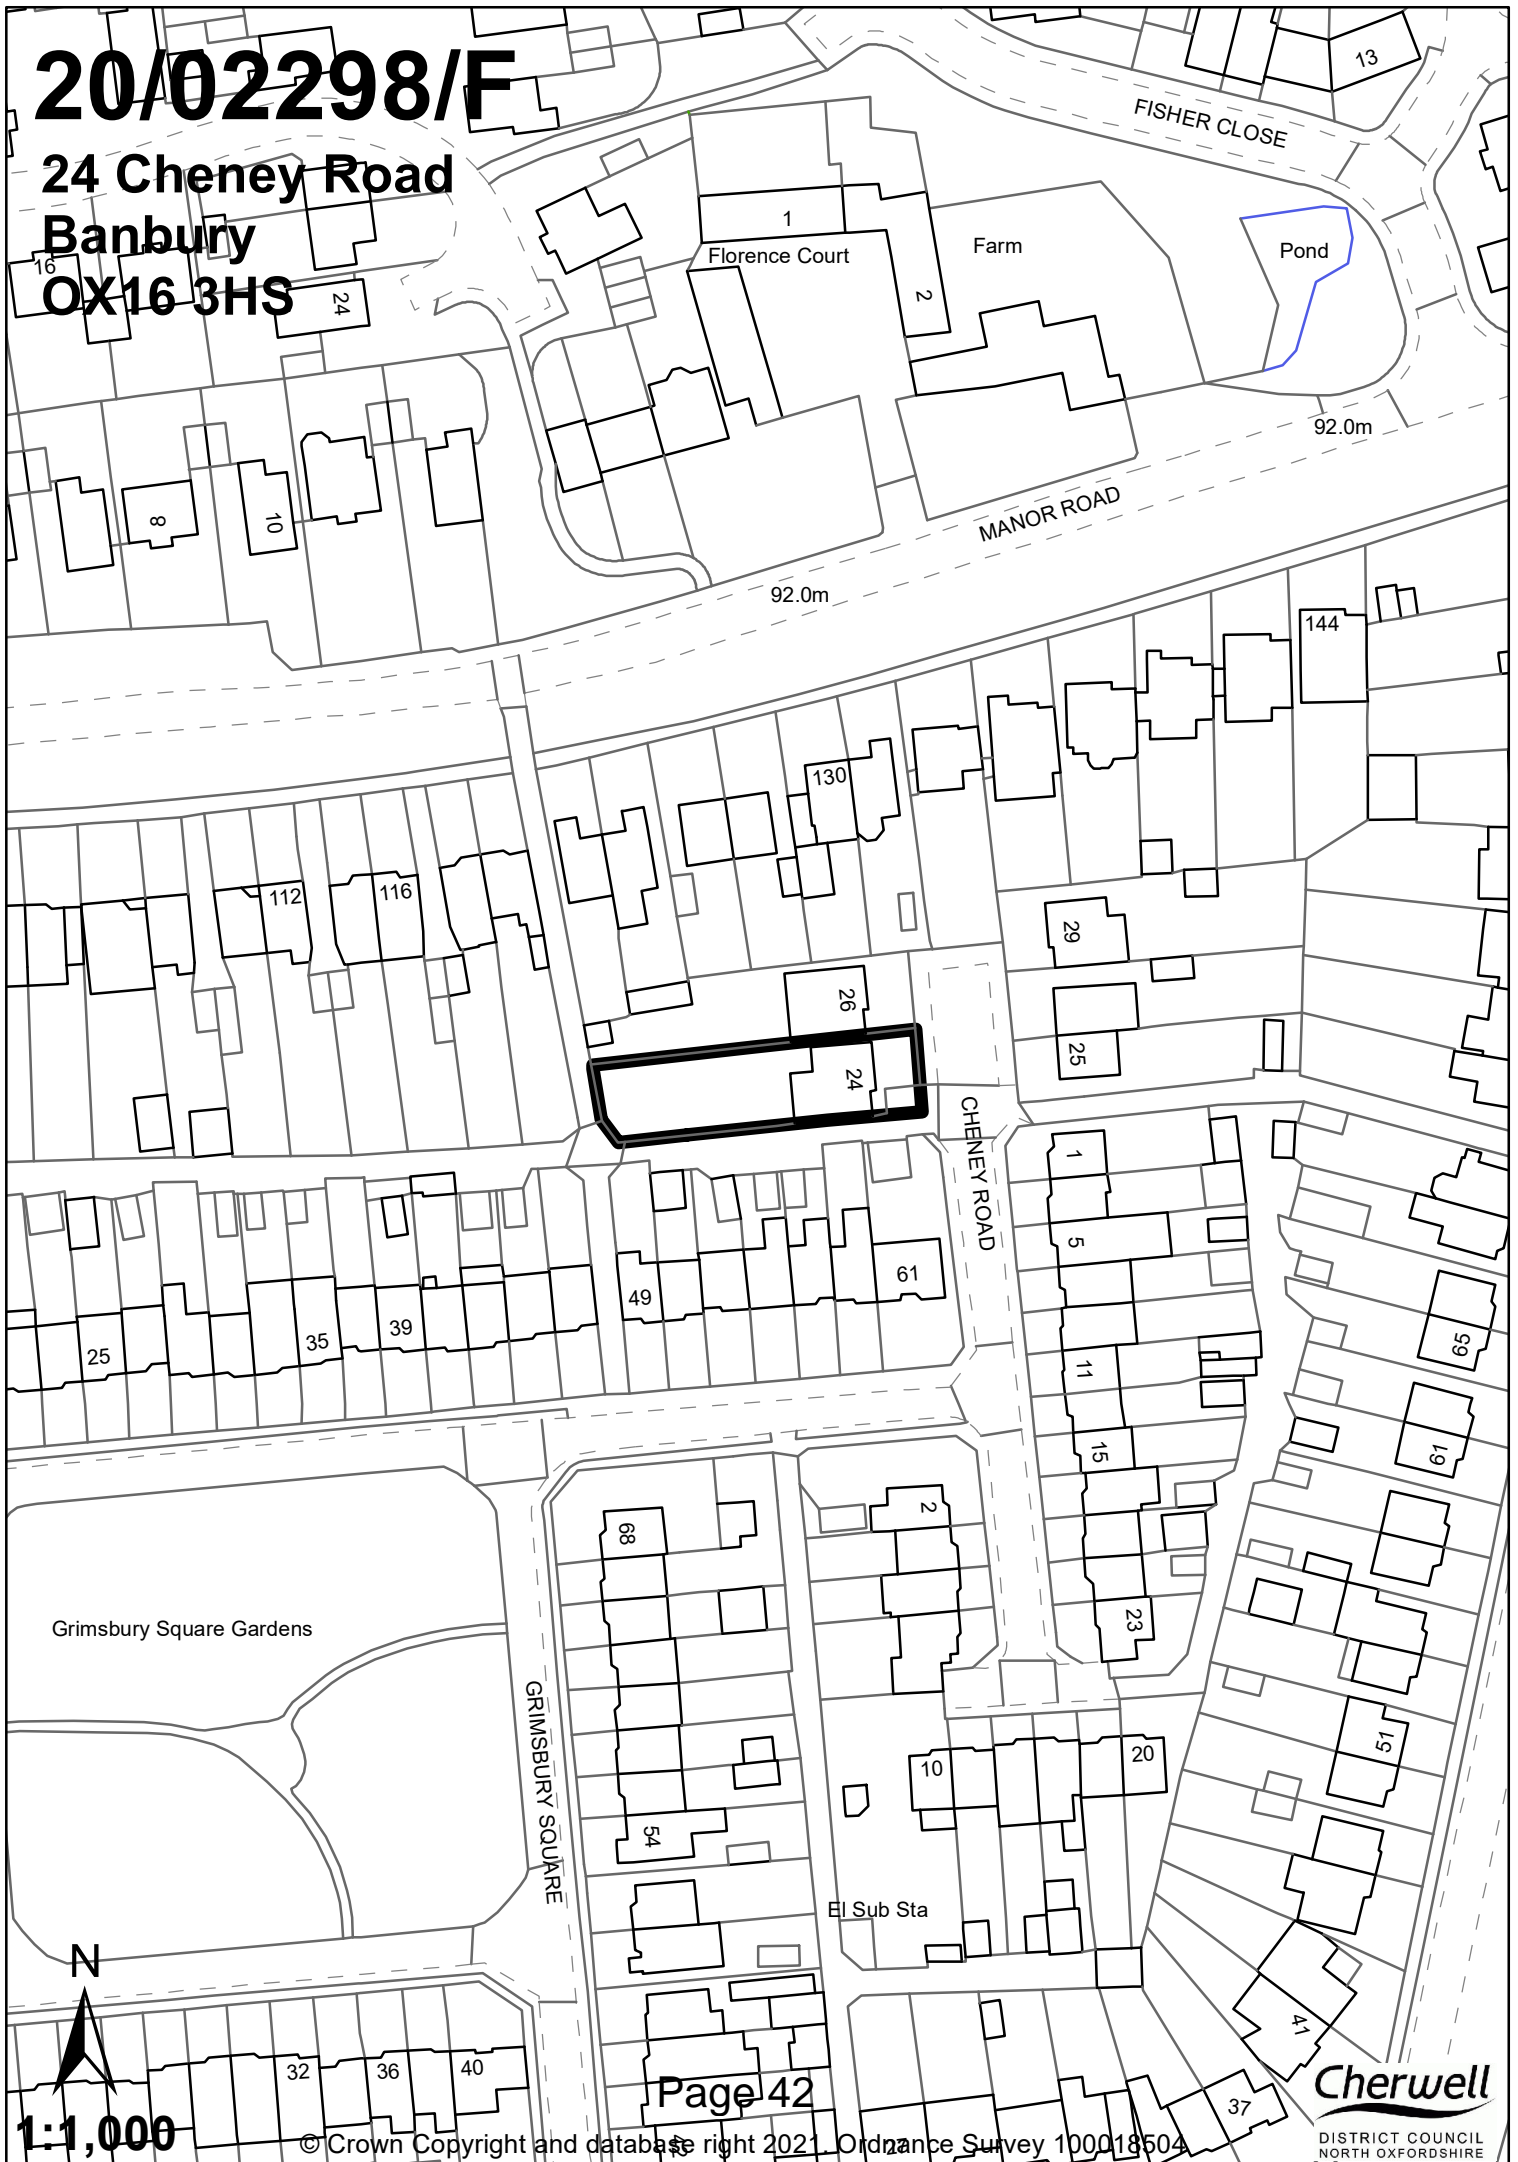 20/02298/F
24 Cheney Road
Banbury
OX16 3HS
13
FISHER CLOSE
1
Florence Court
2
Farm
Pond
16
24
92.0m
8
10
MANOR ROAD
92.0m
144
130
112
116
29
26
25
24
CHENEY ROAD
1
5
61
49
39
35
25
11
65
15
61
2
68
23
Grimsbury Square Gardens
GRIMSBURY SQUARE
51
20
10
54
El Sub Sta
N
41
32
36
40
37
Page 42
1:1,000
© Crown Copyright and database right 2021. Ordnance Survey 100018504
42
27
Cherwell
DISTRICT COUNCIL
NORTH OXFORDSHIRE